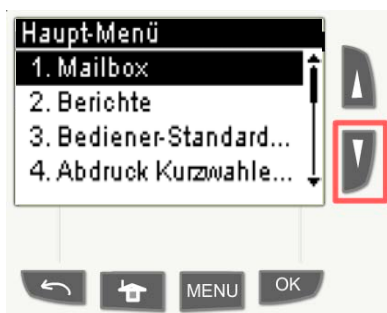 Haupt-Menü
1. Mailbox
2. Berichte
3. Bediener-Standard...
4. Abdruck Kurzwahle...
MENU
OK